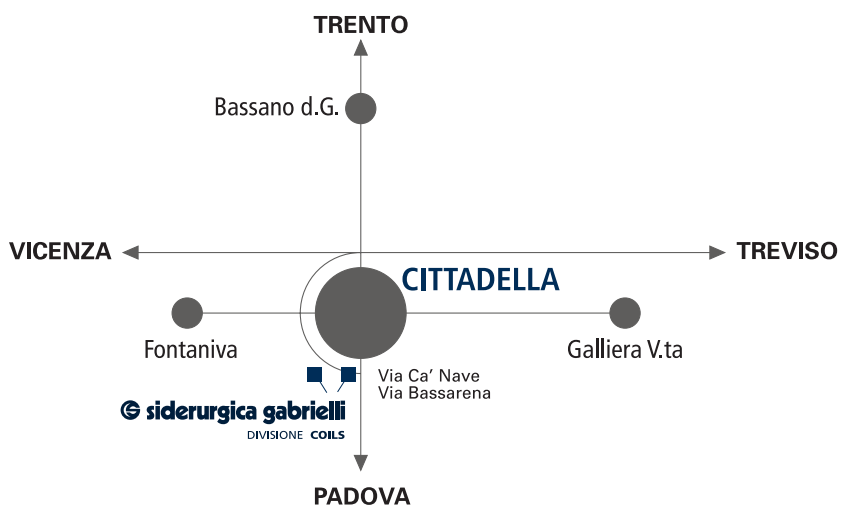 TRENTO
Bassano d.G.
VICENZA
TREVISO
CITTADELLA
Fontaniva
Galliera V.ta
Via Ca' Nave
Via Bassarena
siderurgica gabrielli
DIVISIONE COILS
PADOVA